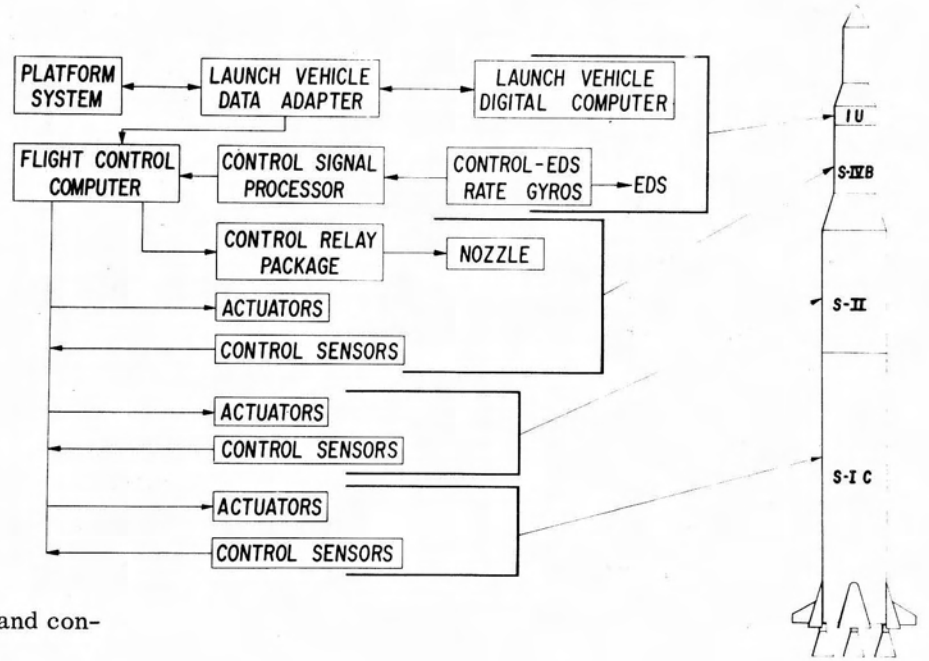 PLATFORM
SYSTEM
LAUNCH VEHICLE
DATA ADAPTER
LAUNCH VEHICLE
DIGITAL COMPUTER
FLIGHT CONTROL
COMPUTER
CONTROL SIGNAL
PROCESSOR
CONTROL-EDS
RATE GYROS
EDS
CONTROL RELAY
PACKAGE
NOZZLE
ACTUATORS
CONTROL SENSORS
ACTUATORS
CONTROL SENSORS
ACTUATORS
CONTROL SENSORS
IU
S-IVB
S-II
S-I C
and con-